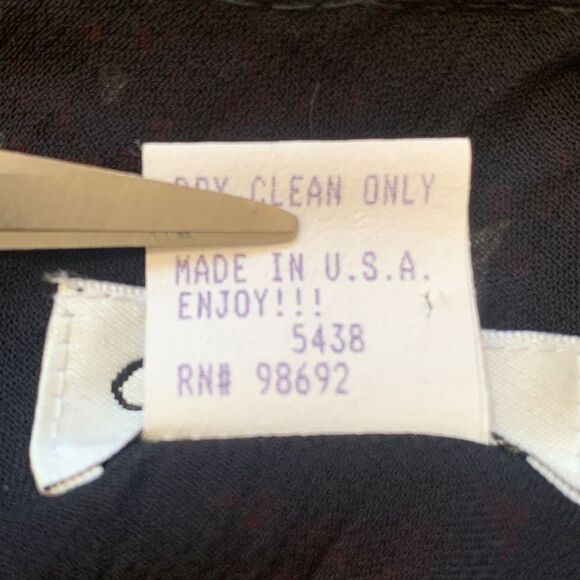 DRY CLEAN ONLY
MADE IN U.S.A.
ENJOY!!!
5438
RN# 98692